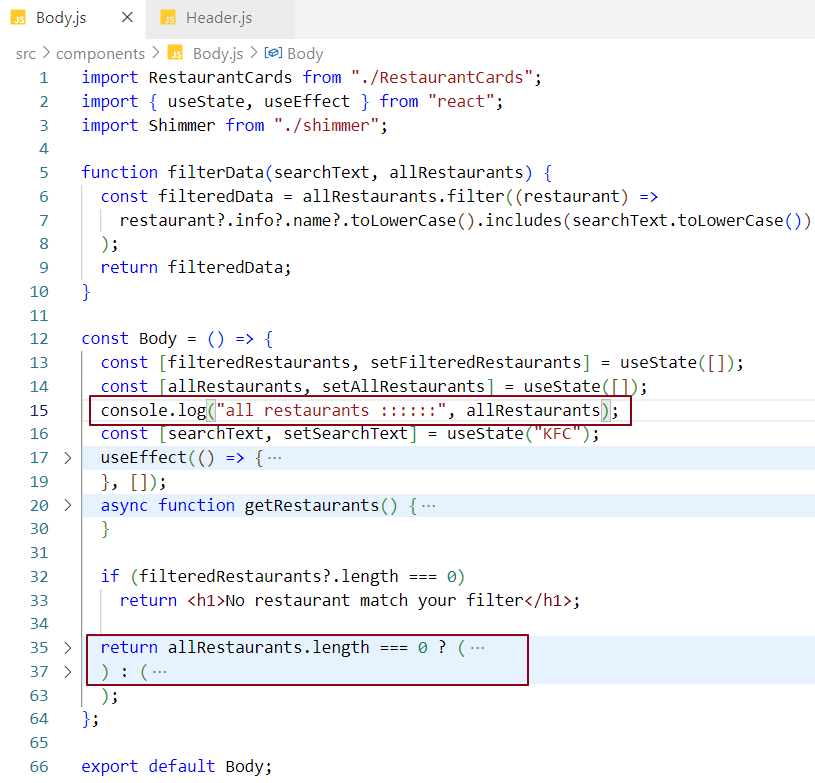 JS Body.js × JS Header.js
src > components > JS Body.js > Body
1 import RestaurantCards from "./RestaurantCards";
2 import { useState, useEffect } from "react";
3 import Shimmer from "./shimmer";
4
5 function filterData(searchText, allRestaurants) {
6 const filteredData = allRestaurants.filter((restaurant) =>
7 restaurant?.info?.name?.toLowerCase().includes(searchText.toLowerCase())
8 );
9 return filteredData;
10 }
11
12 const Body = () => {
13 const [filteredRestaurants, setFilteredRestaurants] = useState([]);
14 const [allRestaurants, setAllRestaurants] = useState([]);
15 console.log("all restaurants ::::::", allRestaurants);
16 const [searchText, setSearchText] = useState("KFC");
17 > useEffect(() => { ⋯
19 }, []);
20 > async function getRestaurants() { ⋯
30 }
31
32 if (filteredRestaurants?.length === 0)
33 return <h1>No restaurant match your filter</h1>;
34
35 > return allRestaurants.length === 0 ? ( ⋯
37 > ) : ( ⋯
63 );
64 };
65
66 export default Body;